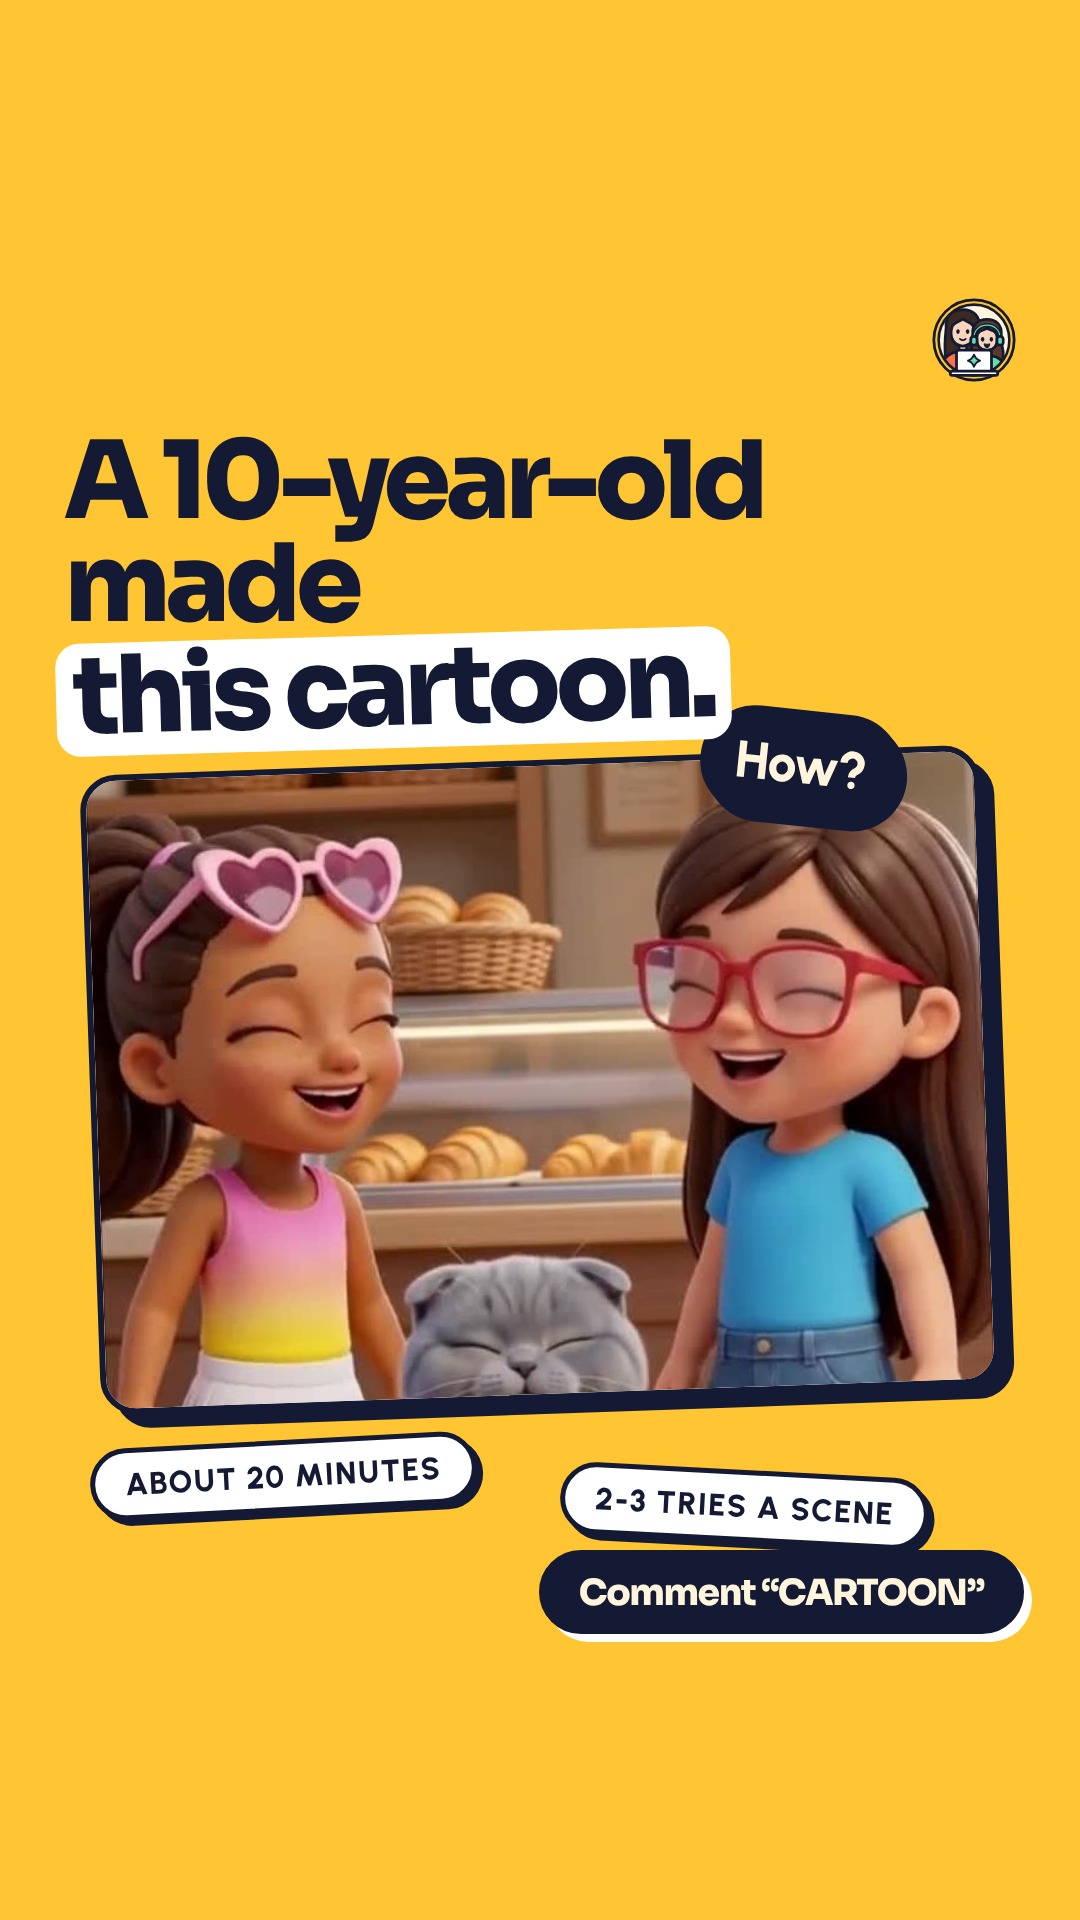 A 10-year-old
made
this cartoon.
How?
ABOUT 20 MINUTES
2-3 TRIES A SCENE
Comment “CARTOON”